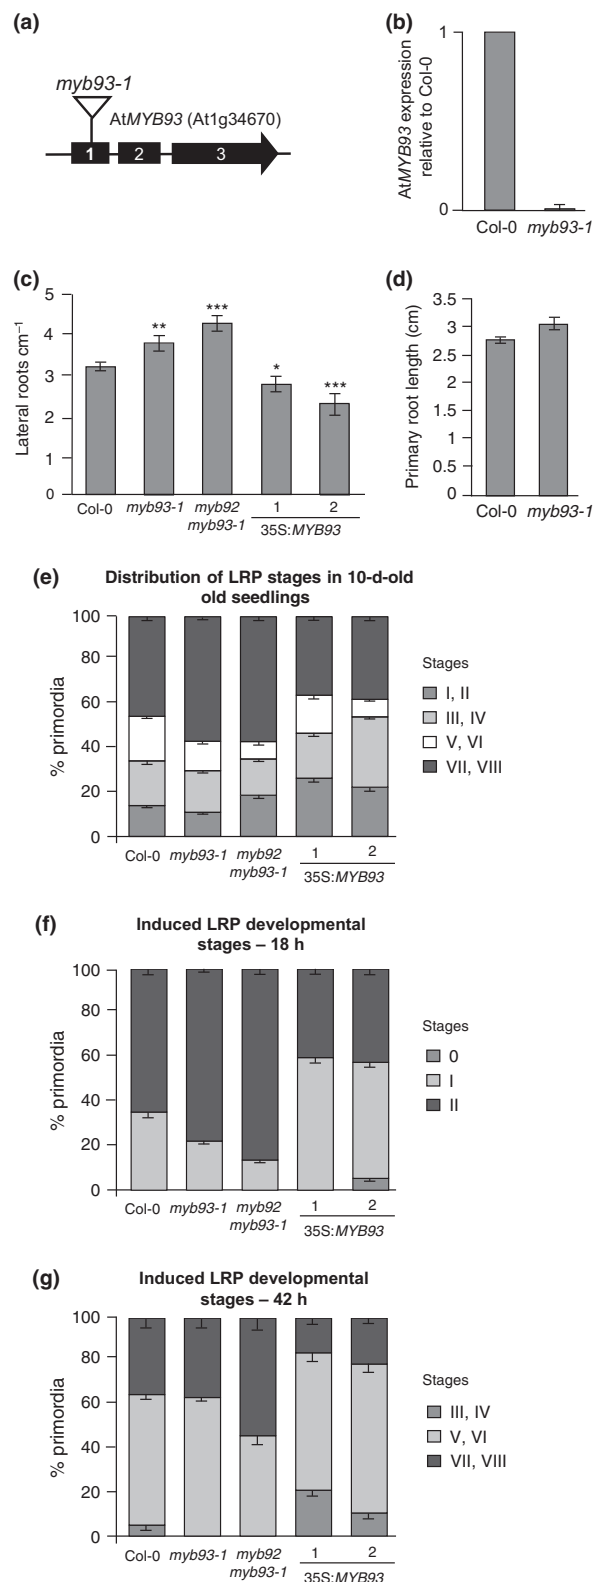 (a)
myb93-1
AtMYB93 (At1g34670)
1 2 3
(b)
AtMYB93 expression
relative to Col-0
1
0
Col-0 myb93-1
(c)
Lateral roots cm⁻¹
5
4
3
2
1
0
** *** * ***
Col-0 myb93-1 myb92 1 2
myb93-1 35S:MYB93
(d)
Primary root length (cm)
3.5
3
2.5
2
1.5
1
0.5
0
Col-0 myb93-1
(e)
Distribution of LRP stages in 10-d-old
old seedlings
% primordia
100
80
60
40
20
0
Col-0 myb93-1 myb92 1 2
myb93-1 35S:MYB93
Stages
I, II
III, IV
V, VI
VII, VIII
(f)
Induced LRP developmental
stages – 18 h
% primordia
100
80
60
40
20
0
Col-0 myb93-1 myb92 1 2
myb93-1 35S:MYB93
Stages
0
I
II
(g)
Induced LRP developmental
stages – 42 h
% primordia
100
80
60
40
20
0
Col-0 myb93-1 myb92 1 2
myb93-1 35S:MYB93
Stages
III, IV
V, VI
VII, VIII